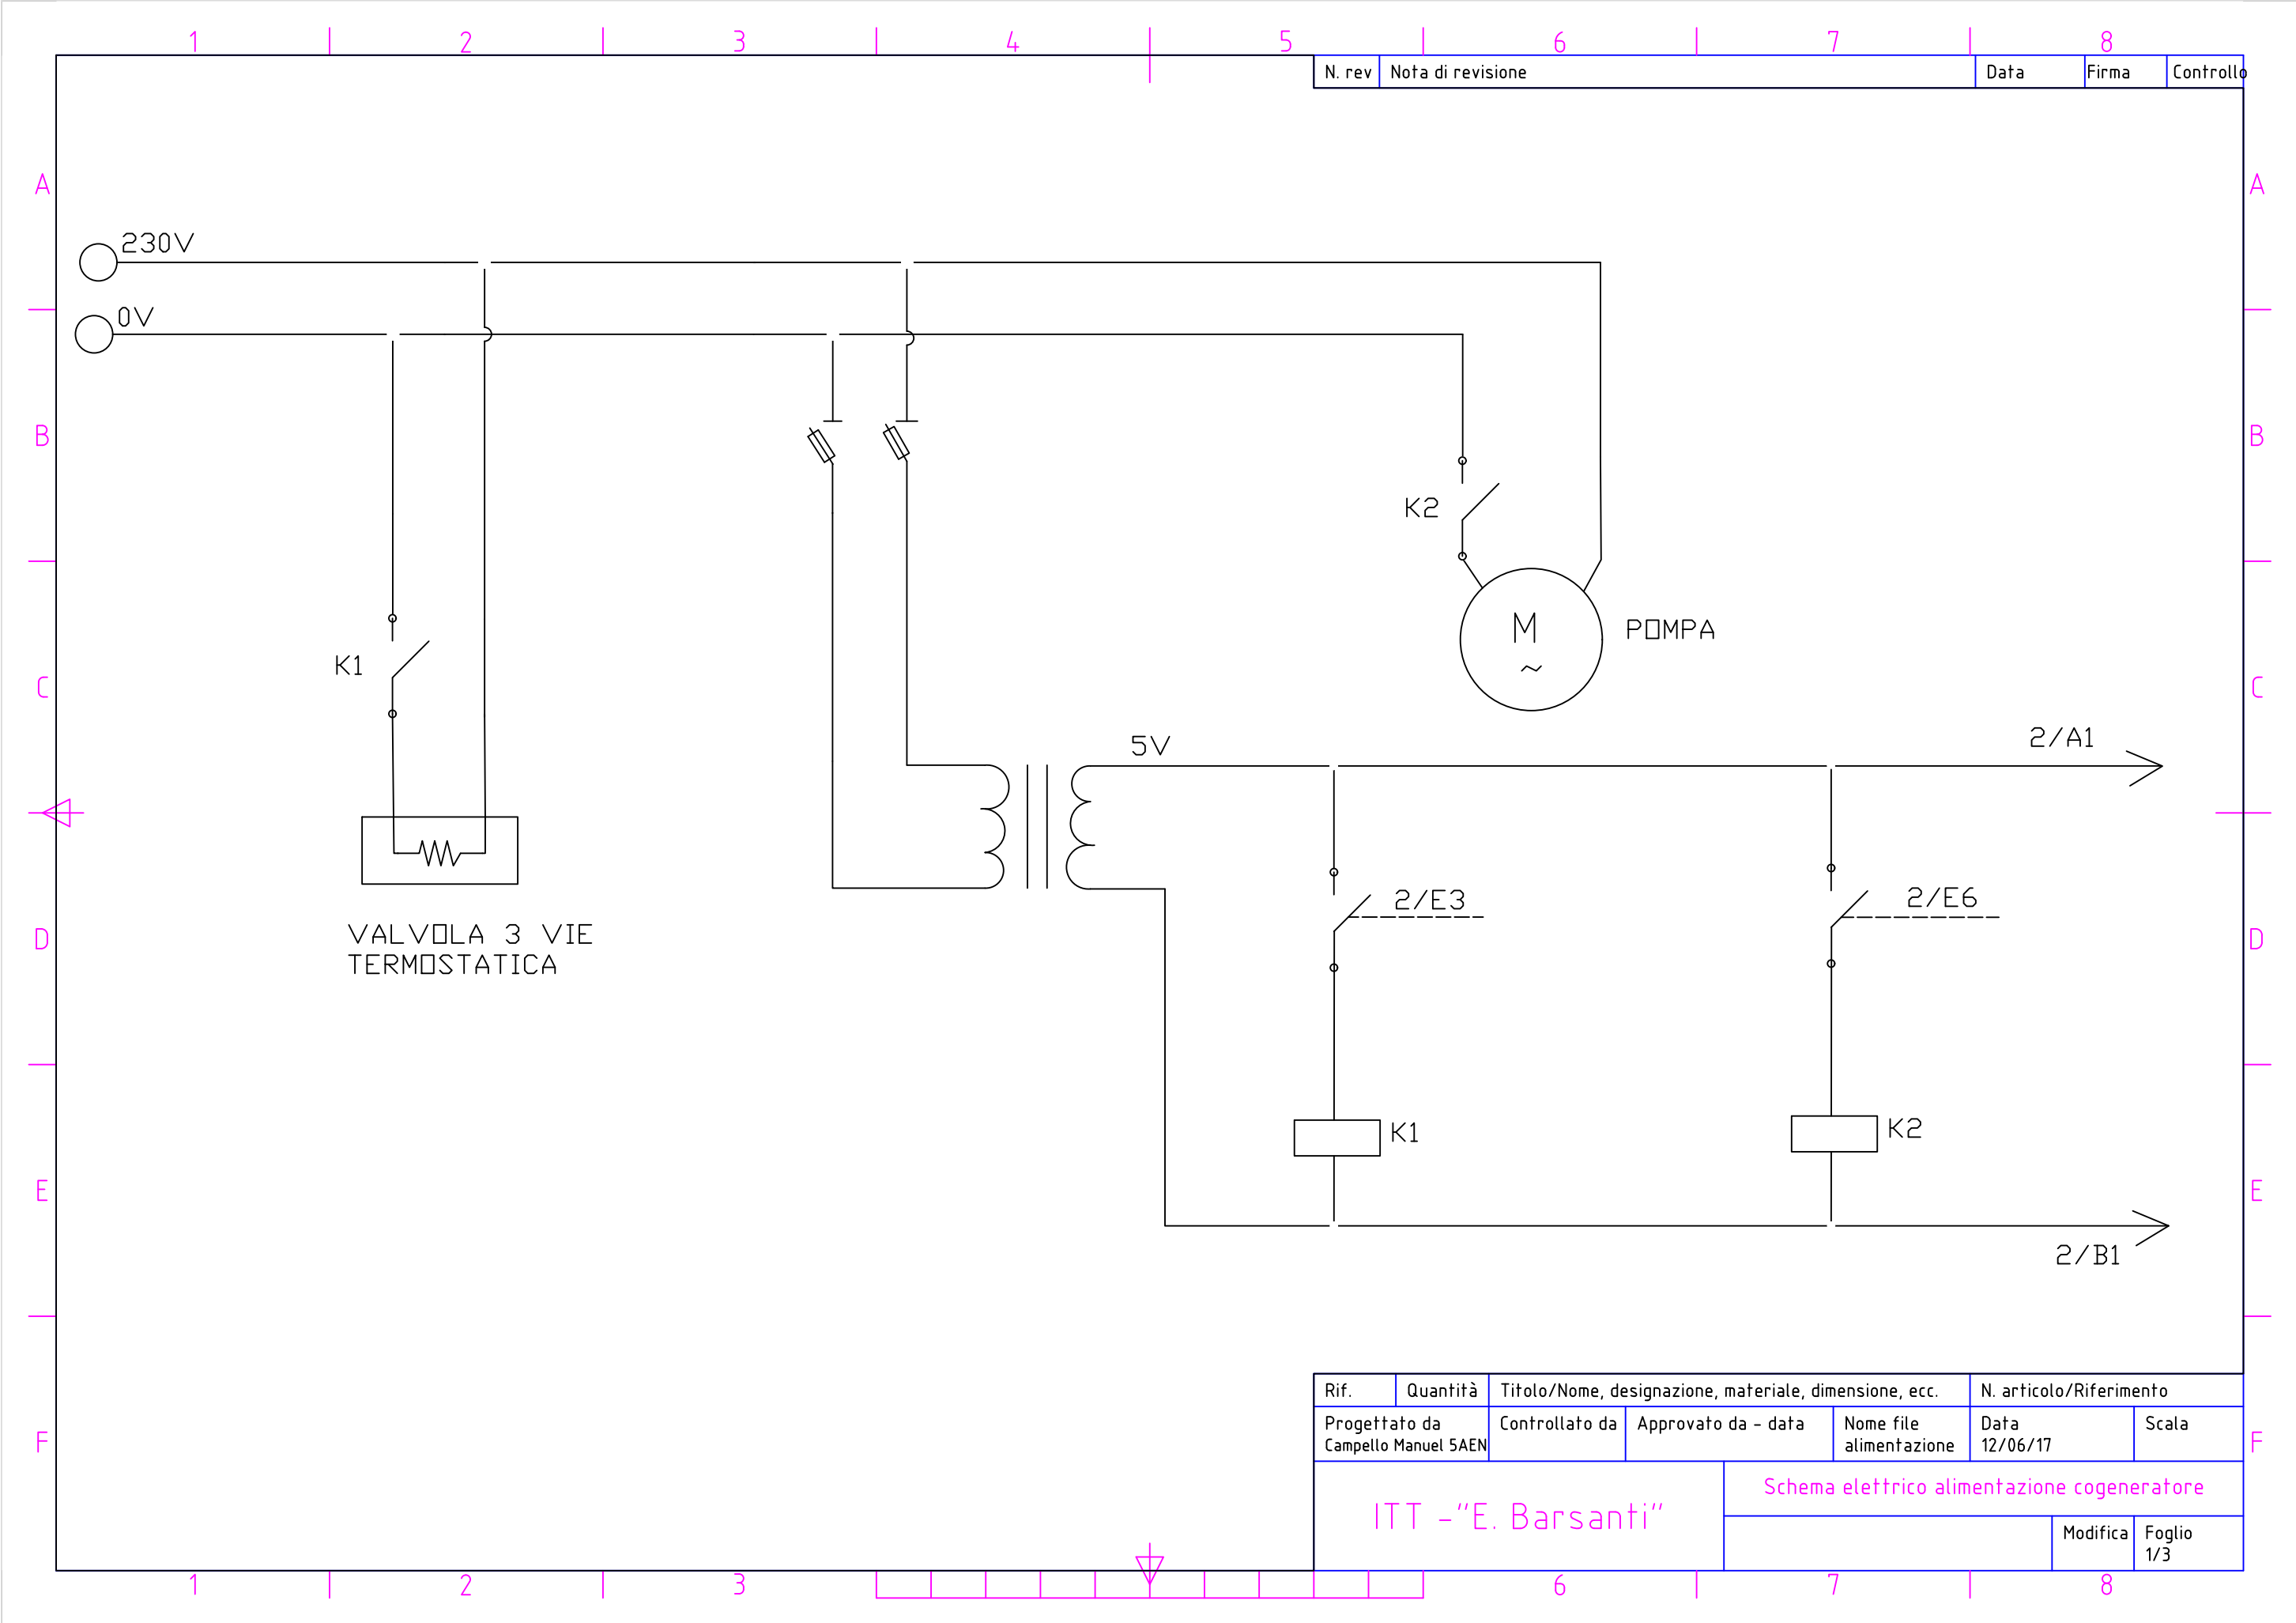 1 2 3 4 5 6 7 8
N. rev Nota di revisione Data Firma Controllo
A A
230V
0V
B B
K2
POMPA
M
~
K1
C C
5V
2/A1
2/E3
2/E6
VALVOLA 3 VIE
TERMOSTATICA
D D
K1
K2
E E
2/B1
Rif. Quantità Titolo/Nome, designazione, materiale, dimensione, ecc. N. articolo/Riferimento
Progettato da Controllato da Approvato da - data Nome file Data Scala
Campello Manuel 5AEN alimentazione 12/06/17
F F
Schema elettrico alimentazione cogeneratore
ITT -"E. Barsanti"
Modifica Foglio
1/3
1 2 3 6 7 8